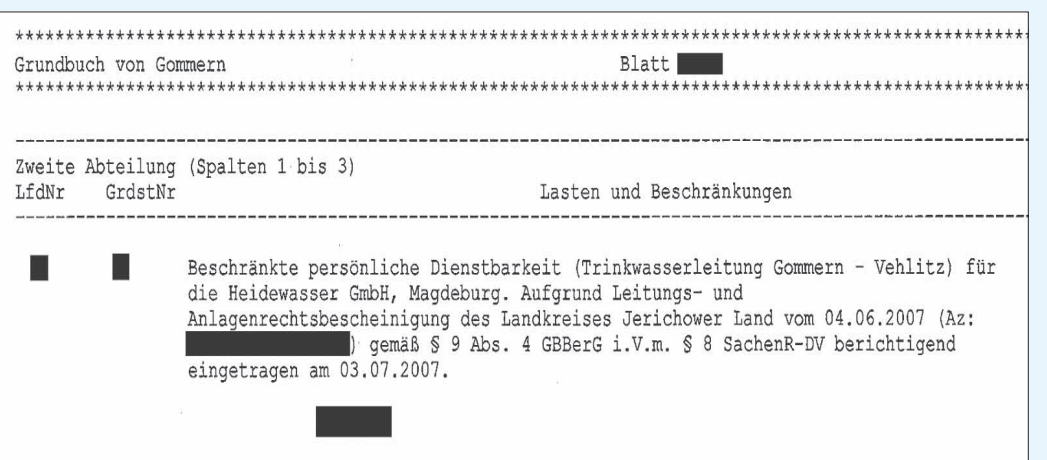 ****************************************************************************************************
Grundbuch von Gommern Blatt
****************************************************************************************************
----------------------------------------------------------------------------------------------------
Zweite Abteilung (Spalten 1 bis 3)
LfdNr GrdstNr Lasten und Beschränkungen
----------------------------------------------------------------------------------------------------
Beschränkte persönliche Dienstbarkeit (Trinkwasserleitung Gommern - Vehlitz) für
die Heidewasser GmbH, Magdeburg. Aufgrund Leitungs- und
Anlagenrechtsbescheinigung des Landkreises Jerichower Land vom 04.06.2007 (Az:
) gemäß § 9 Abs. 4 GBBerG i.V.m. § 8 SachenR-DV berichtigend
eingetragen am 03.07.2007.